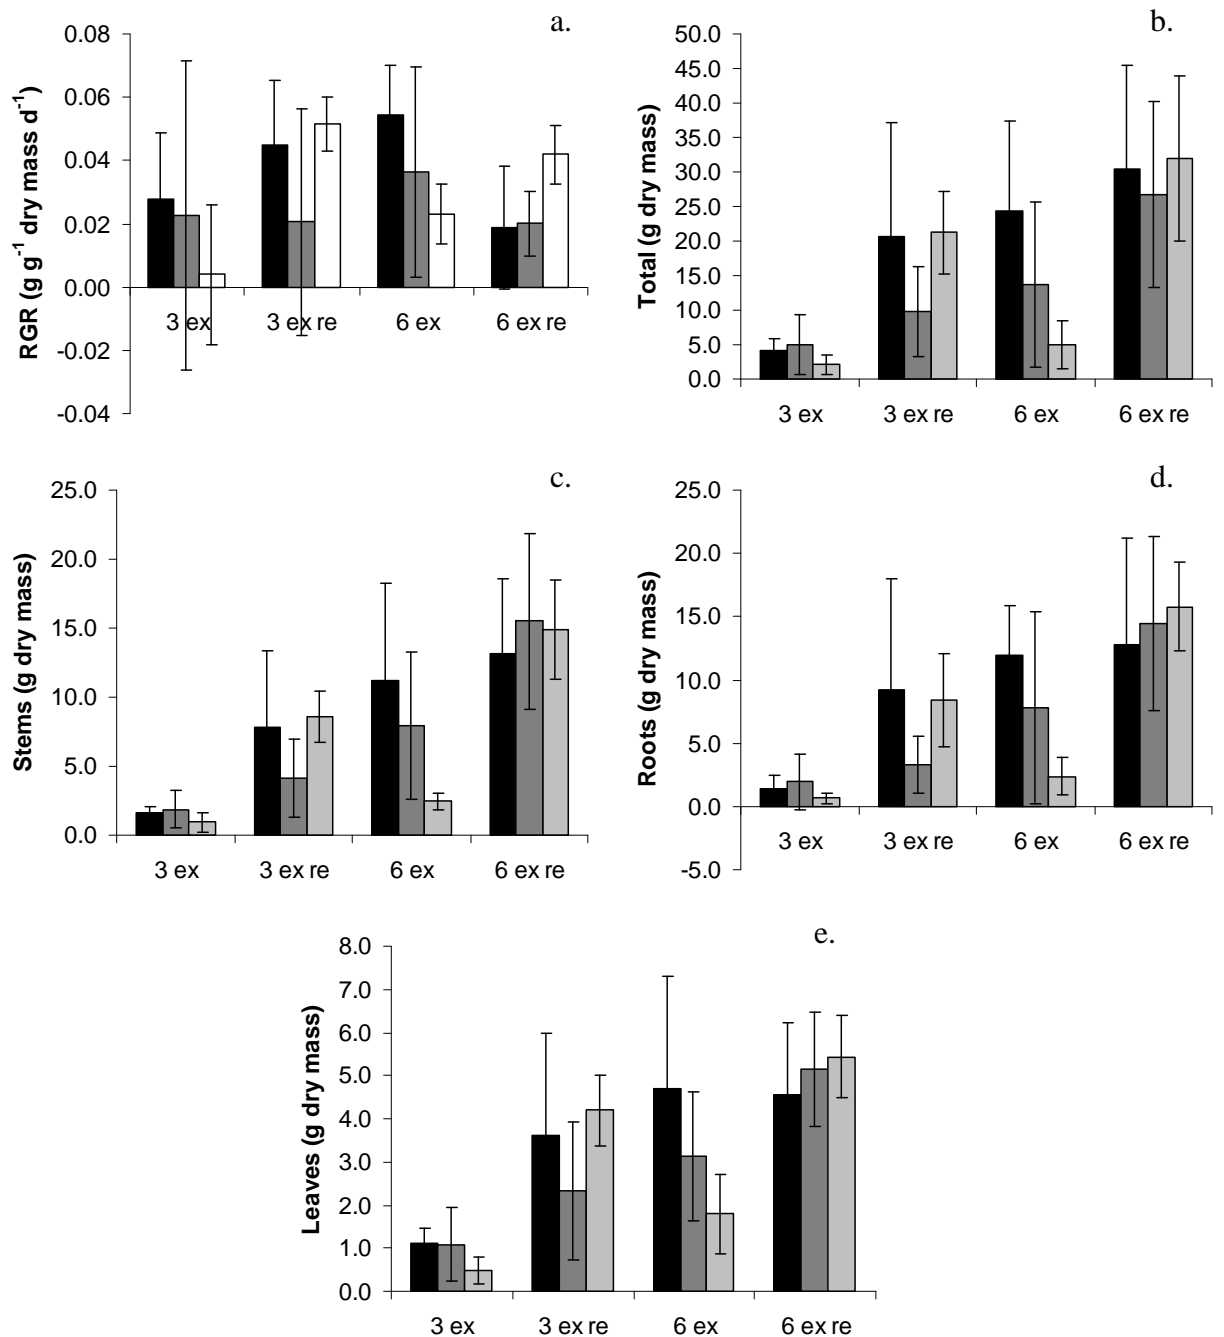 a.
RGR (g g⁻¹ dry mass d⁻¹)
0.08
0.06
0.04
0.02
0.00
-0.02
-0.04
3 ex 3 ex re 6 ex 6 ex re
b.
Total (g dry mass)
50.0
45.0
40.0
35.0
30.0
25.0
20.0
15.0
10.0
5.0
0.0
3 ex 3 ex re 6 ex 6 ex re
c.
Stems (g dry mass)
25.0
20.0
15.0
10.0
5.0
0.0
3 ex 3 ex re 6 ex 6 ex re
d.
Roots (g dry mass)
25.0
20.0
15.0
10.0
5.0
0.0
-5.0
3 ex 3 ex re 6 ex 6 ex re
e.
Leaves (g dry mass)
8.0
7.0
6.0
5.0
4.0
3.0
2.0
1.0
0.0
3 ex 3 ex re 6 ex 6 ex re